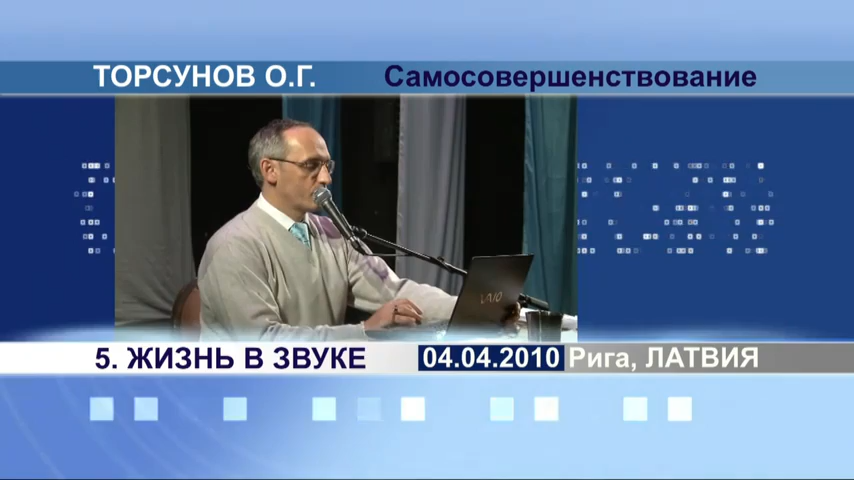 ТОРСУНОВ О.Г. Самосовершенствование
VAIO
5. ЖИЗНЬ В ЗВУКЕ 04.04.2010 Рига, ЛАТВИЯ